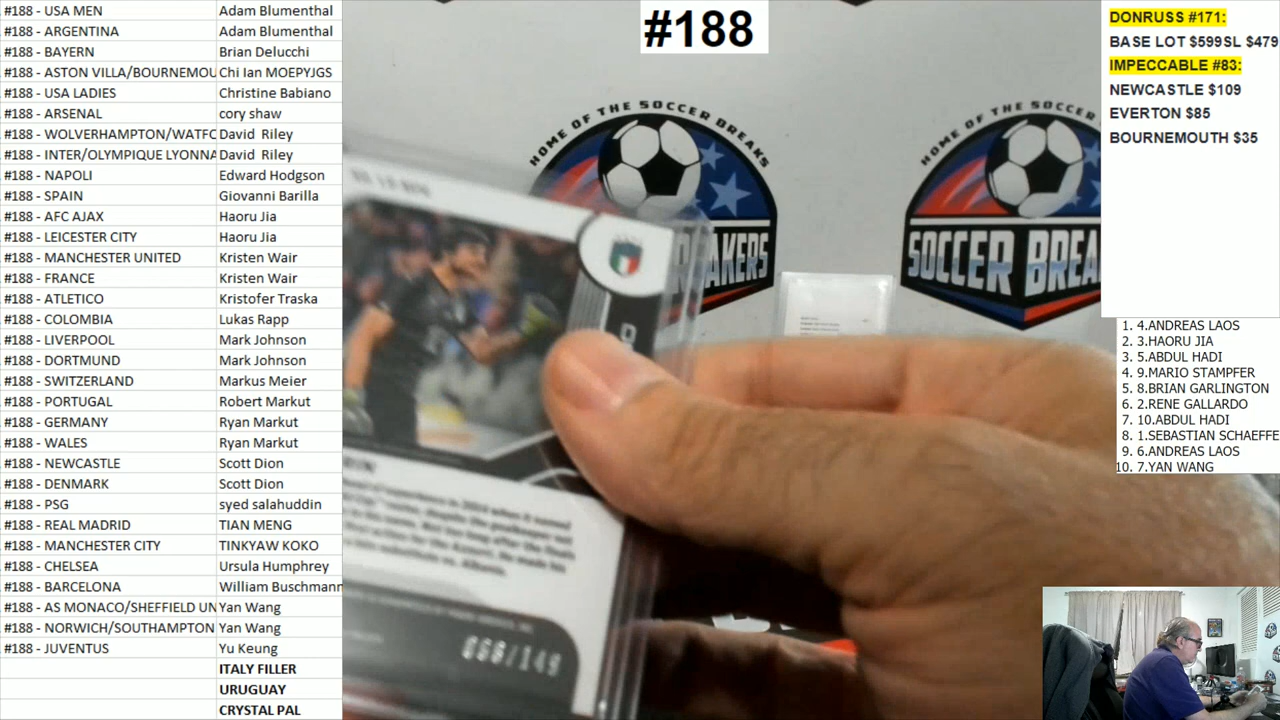 #188 - USA MEN Adam Blumenthal
#188 - ARGENTINA Adam Blumenthal
#188 - BAYERN Brian Delucchi
#188 - ASTON VILLA/BOURNEMOU Chi Ian MOEPYJGS
#188 - USA LADIES Christine Babiano
#188 - ARSENAL cory shaw
#188 - WOLVERHAMPTON/WATFC David Riley
#188 - INTER/OLYMPIQUE LYONNA David Riley
#188 - NAPOLI Edward Hodgson
#188 - SPAIN Giovanni Barilla
#188 - AFC AJAX Haoru Jia
#188 - LEICESTER CITY Haoru Jia
#188 - MANCHESTER UNITED Kristen Wair
#188 - FRANCE Kristen Wair
#188 - ATLETICO Kristofer Traska
#188 - COLOMBIA Lukas Rapp
#188 - LIVERPOOL Mark Johnson
#188 - DORTMUND Mark Johnson
#188 - SWITZERLAND Markus Meier
#188 - PORTUGAL Robert Markut
#188 - GERMANY Ryan Markut
#188 - WALES Ryan Markut
#188 - NEWCASTLE Scott Dion
#188 - DENMARK Scott Dion
#188 - PSG syed salahuddin
#188 - REAL MADRID TIAN MENG
#188 - MANCHESTER CITY TINKYAW KOKO
#188 - CHELSEA Ursula Humphrey
#188 - BARCELONA William Buschmann
#188 - AS MONACO/SHEFFIELD UN Yan Wang
#188 - NORWICH/SOUTHAMPTON Yan Wang
#188 - JUVENTUS Yu Keung
ITALY FILLER
URUGUAY
CRYSTAL PAL
#188
HOME OF THE SOCCER BREAKS
AKERS
HOME OF THE SOCCER BREAKS
SOCCER BREA
DONRUSS #171:
BASE LOT $599SL $479
IMPECCABLE #83:
NEWCASTLE $109
EVERTON $85
BOURNEMOUTH $35
1. 4.ANDREAS LAOS
2. 3.HAORU JIA
3. 5.ABDUL HADI
4. 9.MARIO STAMPFER
5. 8.BRIAN GARLINGTON
6. 2.RENE GALLARDO
7. 10.ABDUL HADI
8. 1.SEBASTIAN SCHAEFFE
9. 6.ANDREAS LAOS
10. 7.YAN WANG